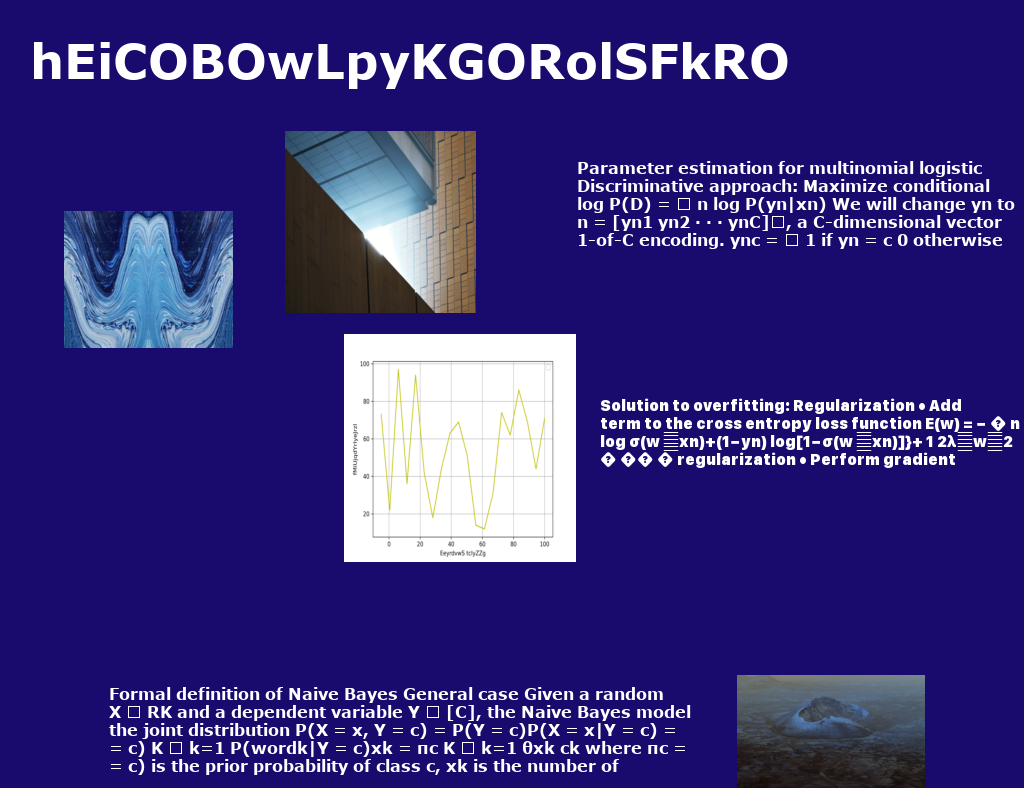 hEiCOBOwLpyKGORolSFkRO
Parameter estimation for multinomial logistic
Discriminative approach: Maximize conditional
log P(D) = □ n log P(yn|xn) We will change yn to
n = [yn1 yn2 · · · ynC]□, a C-dimensional vector
1-of-C encoding. ync = □ 1 if yn = c 0 otherwise
100
80
60
40
20
0 20 40 60 80 100
EeyrdvwS tclyZZg
Solution to overfitting: Regularization • Add
term to the cross entropy loss function E(w) = − � n
log σ(w xn)+(1−yn) log[1−σ(w xn)]}+ 1 2λ w 2
� �� � regularization • Perform gradient
Formal definition of Naive Bayes General case Given a random
X □ RK and a dependent variable Y □ [C], the Naive Bayes model
the joint distribution P(X = x, Y = c) = P(Y = c)P(X = x|Y = c) =
= c) K □ k=1 P(wordk|Y = c)xk = πc K □ k=1 θxk ck where πc =
= c) is the prior probability of class c, xk is the number of